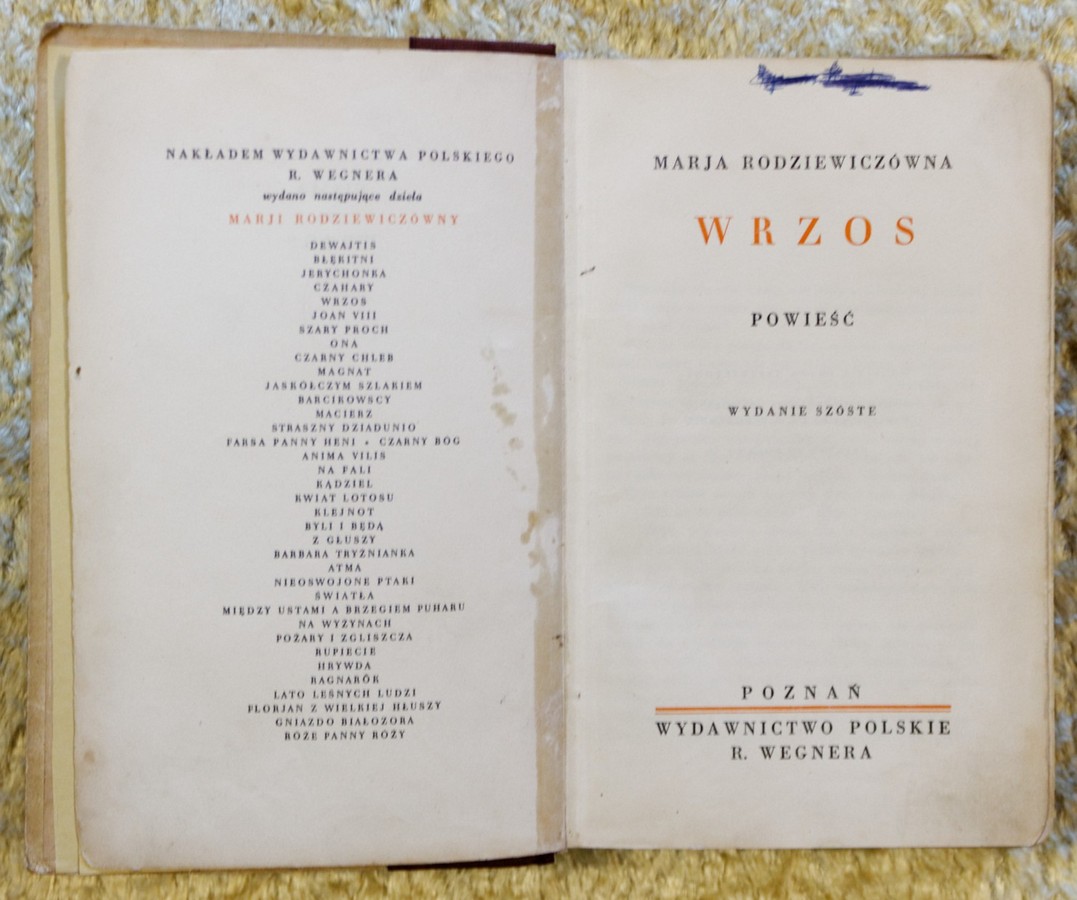 NAKŁADEM WYDAWNICTWA POLSKIEGO
R. WEGNERA
wydano następujące dzieła
MARJI RODZIEWICZÓWNY
DEWAJTIS
BŁĘKITNI
JERYCHONKA
CZAHARY
WRZOS
JOAN VIII
SZARY PROCH
ONA
CZARNY CHLEB
MAGNAT
JASKÓŁCZYM SZLAKIEM
BARCIKOWSCY
MACIERZ
STRASZNY DZIADUNIO
FARSA PANNY HENI • CZARNY BÓG
ANIMA VILIS
NA FALI
KĄDZIEL
KWIAT LOTOSU
KLEJNOT
BYLI I BĘDĄ
Z GŁUSZY
BARBARA TRYŹNIANKA
ATMA
NIEOSWOJONE PTAKI
ŚWIATŁA
MIĘDZY USTAMI A BRZEGIEM PUHARU
NA WYŻYNACH
POŻARY I ZGLISZCZA
RUPIECIE
HRYWDA
RAGNARÖK
LATO LEŚNYCH LUDZI
FLORJAN Z WIELKIEJ HŁUSZY
GNIAZDO BIAŁOZORA
RÓŻE PANNY RÓŻY
MARJA RODZIEWICZÓWNA
WRZOS
POWIEŚĆ
WYDANIE SZÓSTE
POZNAŃ
WYDAWNICTWO POLSKIE
R. WEGNERA